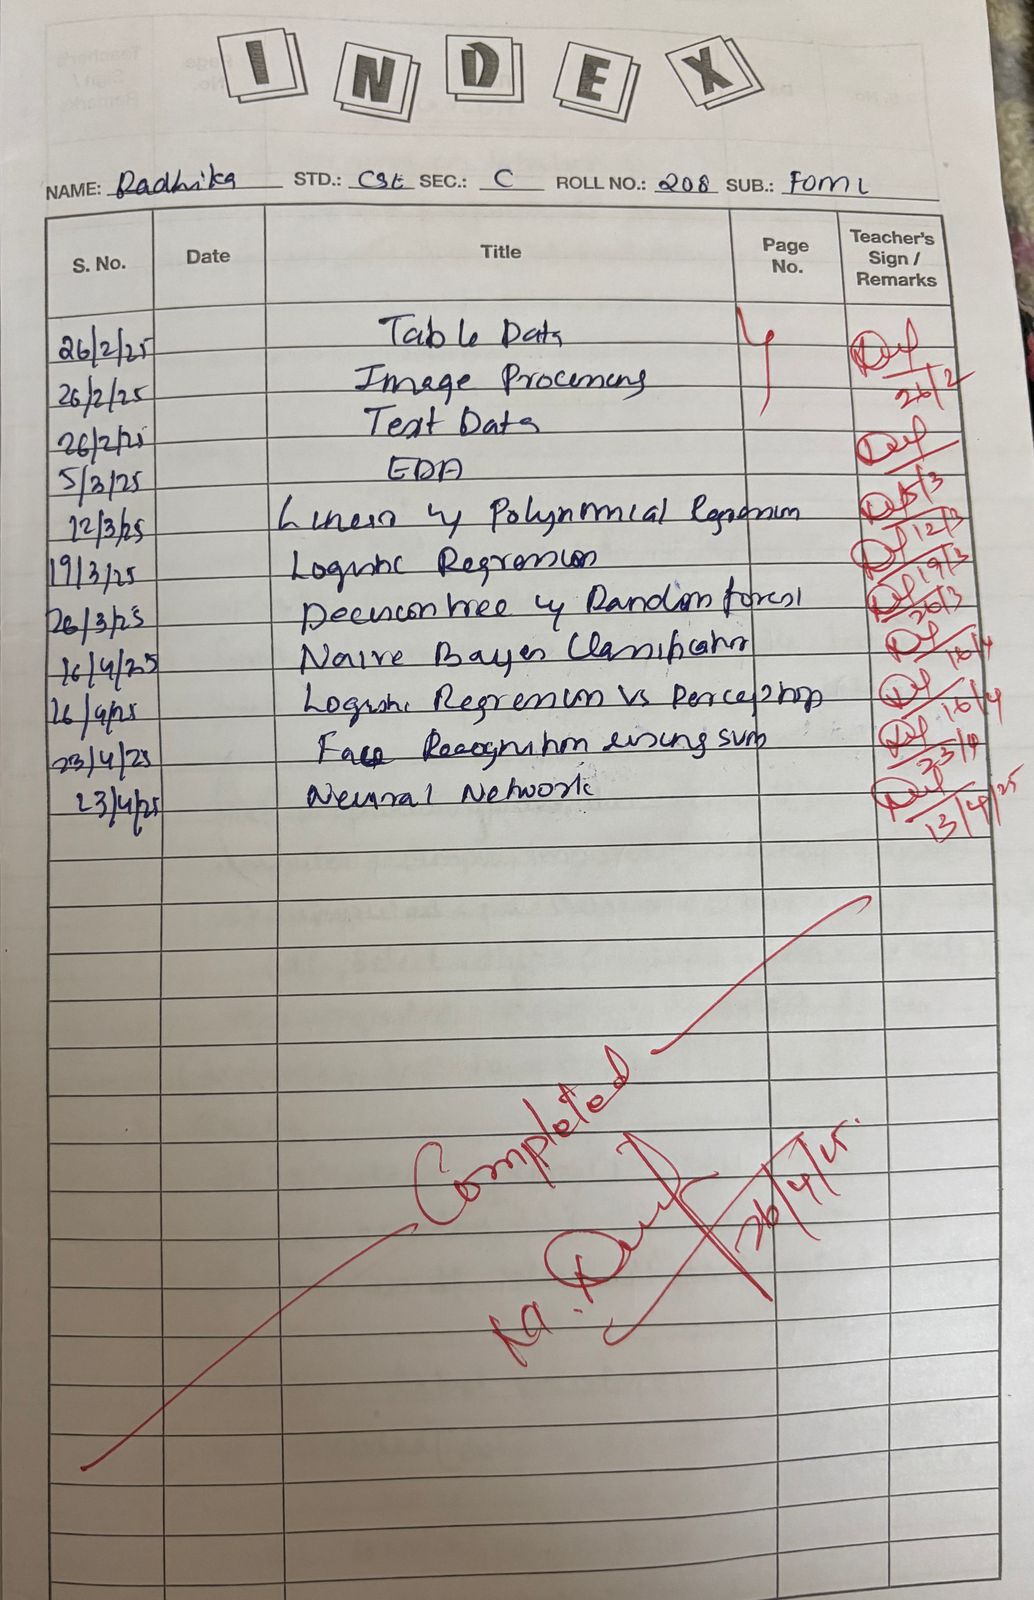 INDEX
NAME: Radhika STD.: CSE SEC.: C ROLL NO.: 208 SUB.: FOML
S. No. Date Title Page No. Teacher's Sign / Remarks
26/2/25 Table Data
26/2/25 Image Processing 26/2
26/2/25 Text Data
5/3/25 EDA 5/3
12/3/25 Linear & Polynomial Regression 12/3
19/3/25 Logistic Regression 19/3
26/3/25 Decision tree & Random forest 26/3
16/4/25 Naive Bayes Classification 16/4
16/4/25 Logistic Regression vs Perceptron 16/4
23/4/25 Face Recognition using SVM 23/4
23/4/25 Neural Network 23/4/25
Completed
26/4/25.